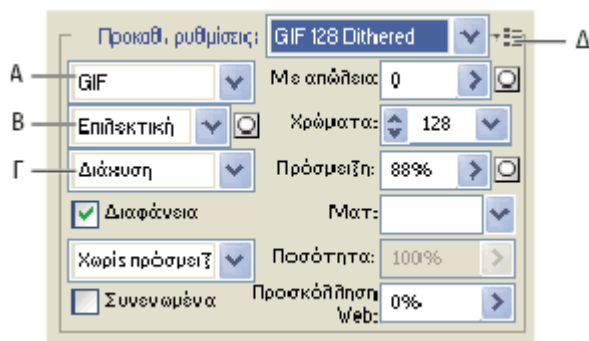 Προκαθ. ρυθμίσεις: GIF 128 Dithered Δ
Α GIF Με απώλεια: 0
Β Επιλεκτική Χρώματα: 128
Γ Διάχυση Πρόσμειξη: 88%
Διαφάνεια Ματ:
Χωρίς πρόσμειξ Ποσότητα: 100%
Συνενωμένα Προσκόλληση Web: 0%